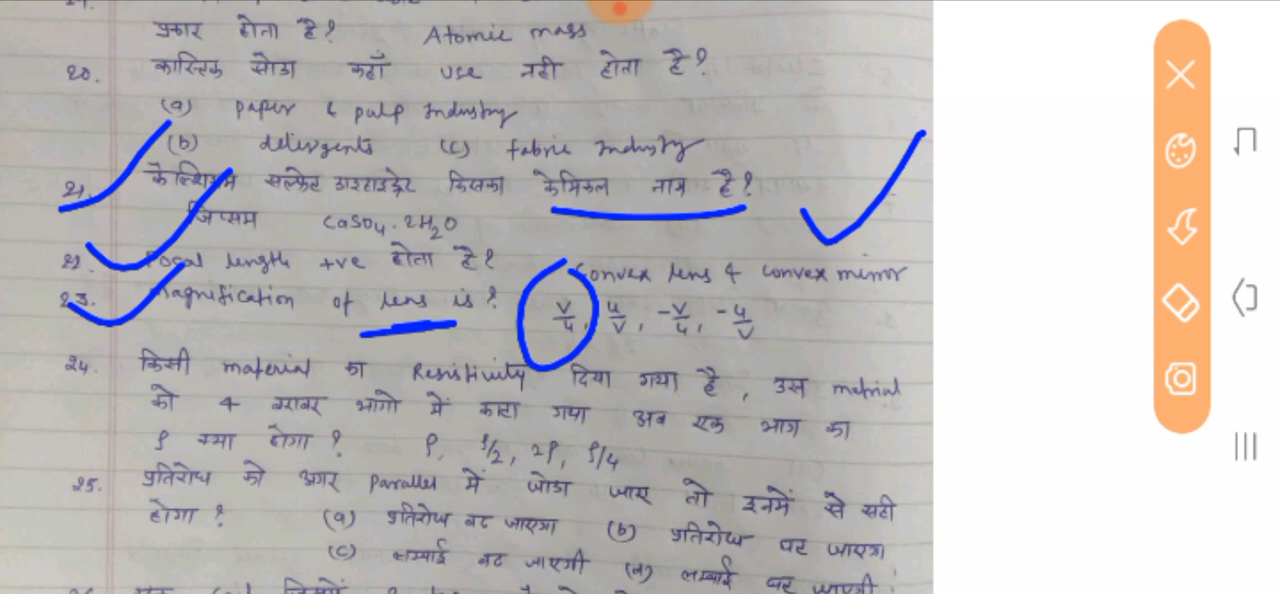 प्रकार होता है? Atomic mass
20. कास्टिक सोडा कहाँ use नही होता है?
(a) paper & pulp Industry
(b) detergents (c) fabric Industry
21. कैल्शियम सल्फेट डाइहाइड्रेट किसका केमिकल नाम है?
जिप्सम CaSO4.2H2O
22. Focal length +ve होता है? Convex lens & convex mirror
23. magnification of lens is? v/u, u/v, -v/u, -u/v
24. किसी material का Resistivity दिया गया है, उस matrial
को 4 बराबर भागो में काटा गया अब एक भाग का
ρ क्या होगा? ρ, ρ/2, 2ρ, ρ/4
25. प्रतिरोध को अगर parallel में जोडा जाए तो इनमें से सही
होगा? (a) प्रतिरोध बढ जाएगा (b) प्रतिरोध घट जाएगा
(c) लम्बाई बढ जाएगी (d) लम्बाई घट जाएगी